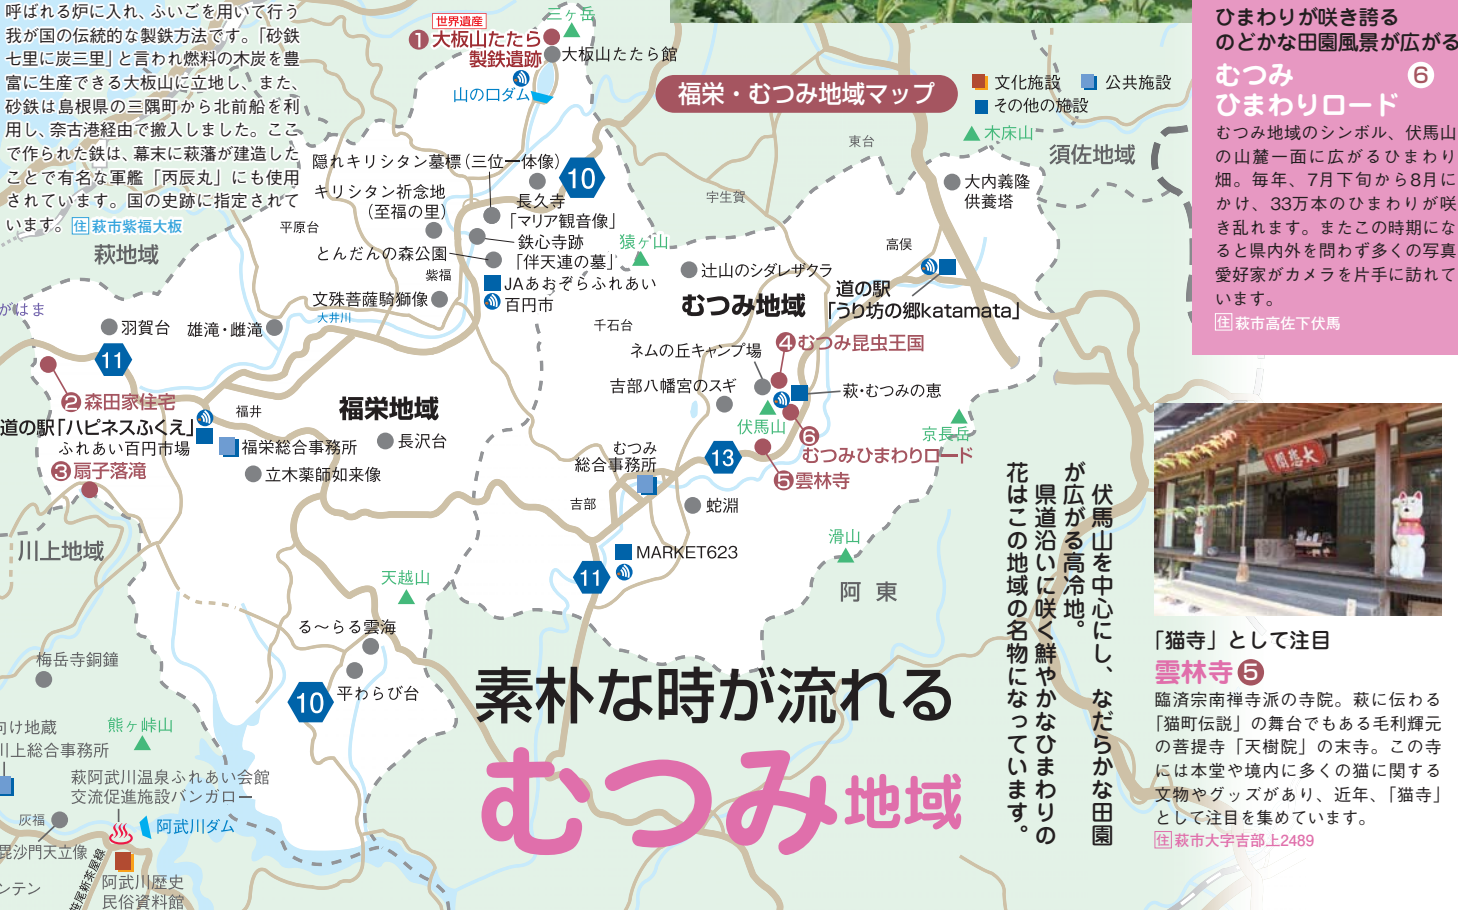 呼ばれる炉に入れ、ふいごを用いて行う
我が国の伝統的な製鉄方法です。「砂鉄
七里に炭三里」と言われ燃料の木炭を豊
富に生産できる大板山に立地し、また、
砂鉄は島根県の三隅町から北前船を利
用し、奈古港経由で搬入しました。ここ
で作られた鉄は、幕末に萩藩が建造した
ことで有名な軍艦「丙辰丸」にも使用
されています。国の史跡に指定されて
います。住 萩市紫福大板
萩地域
がはま
世界遺産
1 大板山たたら
製鉄遺跡
三ヶ岳
大板山たたら館
山の口ダム
福栄・むつみ地域マップ
文化施設
公共施設
その他の施設
木床山
須佐地域
東台
宇生賀
隠れキリシタン墓標(三位一体像)
10
キリシタン祈念地
(至福の里)
長久寺
「マリア観音像」
平原台
鉄心寺跡
「伴天連の墓」
とんだんの森公園
紫福
猿ヶ山
JAあおぞらふれあい
百円市
文殊菩薩騎獅像
大井川
羽賀台
雄滝・雌滝
11
2 森田家住宅
道の駅「ハピネスふくえ」
ふれあい百円市場
福井
福栄地域
福栄総合事務所
長沢台
立木薬師如来像
3 扇子落滝
川上地域
大内義隆
供養塔
高俣
辻山のシダレザクラ
むつみ地域
道の駅
「うり坊の郷katamata」
千石台
4 むつみ昆虫王国
ネムの丘キャンプ場
吉部八幡宮のスギ
萩・むつみの恵
伏馬山
京長岳
6
むつみひまわりロード
むつみ
総合事務所
13
5 雲林寺
吉部
蛇淵
滑山
MARKET623
11
阿東
天越山
る〜らる雲海
10
平わらび台
梅岳寺銅鐘
向け地蔵
川上総合事務所
熊ヶ峠山
萩阿武川温泉ふれあい会館
交流促進施設バンガロー
灰福
阿武川ダム
毘沙門天立像
笹尾新茶屋線
ンテン
阿武川歴史
民俗資料館
素朴な時が流れる
むつみ地域
伏馬山を中心にし、なだらかな田園
が広がる高冷地。
県道沿いに咲く鮮やかなひまわりの
花はこの地域の名物になっています。
ひまわりが咲き誇る
のどかな田園風景が広がる
むつみ 6
ひまわりロード
むつみ地域のシンボル、伏馬山
の山麓一面に広がるひまわり
畑。毎年、7月下旬から8月に
かけ、33万本のひまわりが咲
き乱れます。またこの時期にな
ると県内外を問わず多くの写真
愛好家がカメラを片手に訪れて
います。
住 萩市高佐下伏馬
大慈閣
「猫寺」として注目
雲林寺 5
臨済宗南禅寺派の寺院。萩に伝わる
「猫町伝説」の舞台でもある毛利輝元
の菩提寺「天樹院」の末寺。この寺
には本堂や境内に多くの猫に関する
文物やグッズがあり、近年、「猫寺」
として注目を集めています。
住 萩市大字吉部上2489